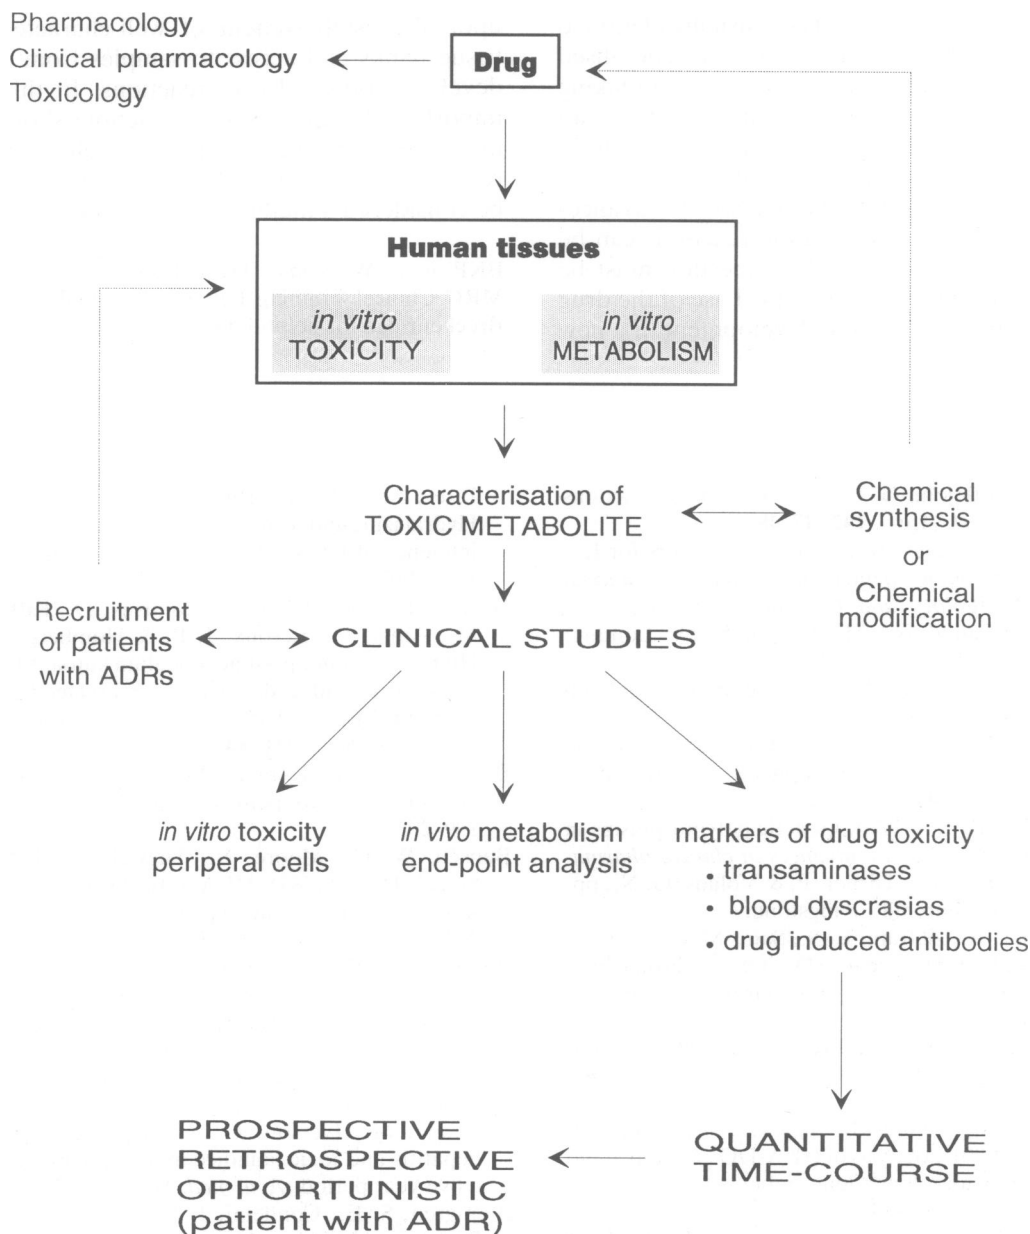 Pharmacology
Clinical pharmacology
Toxicology
Drug
Human tissues
in vitro
TOXICITY
in vitro
METABOLISM
Characterisation of
TOXIC METABOLITE
Chemical
synthesis
or
Chemical
modification
Recruitment
of patients
with ADRs
CLINICAL STUDIES
in vitro toxicity
periperal cells
in vivo metabolism
end-point analysis
markers of drug toxicity
• transaminases
• blood dyscrasias
• drug induced antibodies
QUANTITATIVE
TIME-COURSE
PROSPECTIVE
RETROSPECTIVE
OPPORTUNISTIC
(patient with ADR)